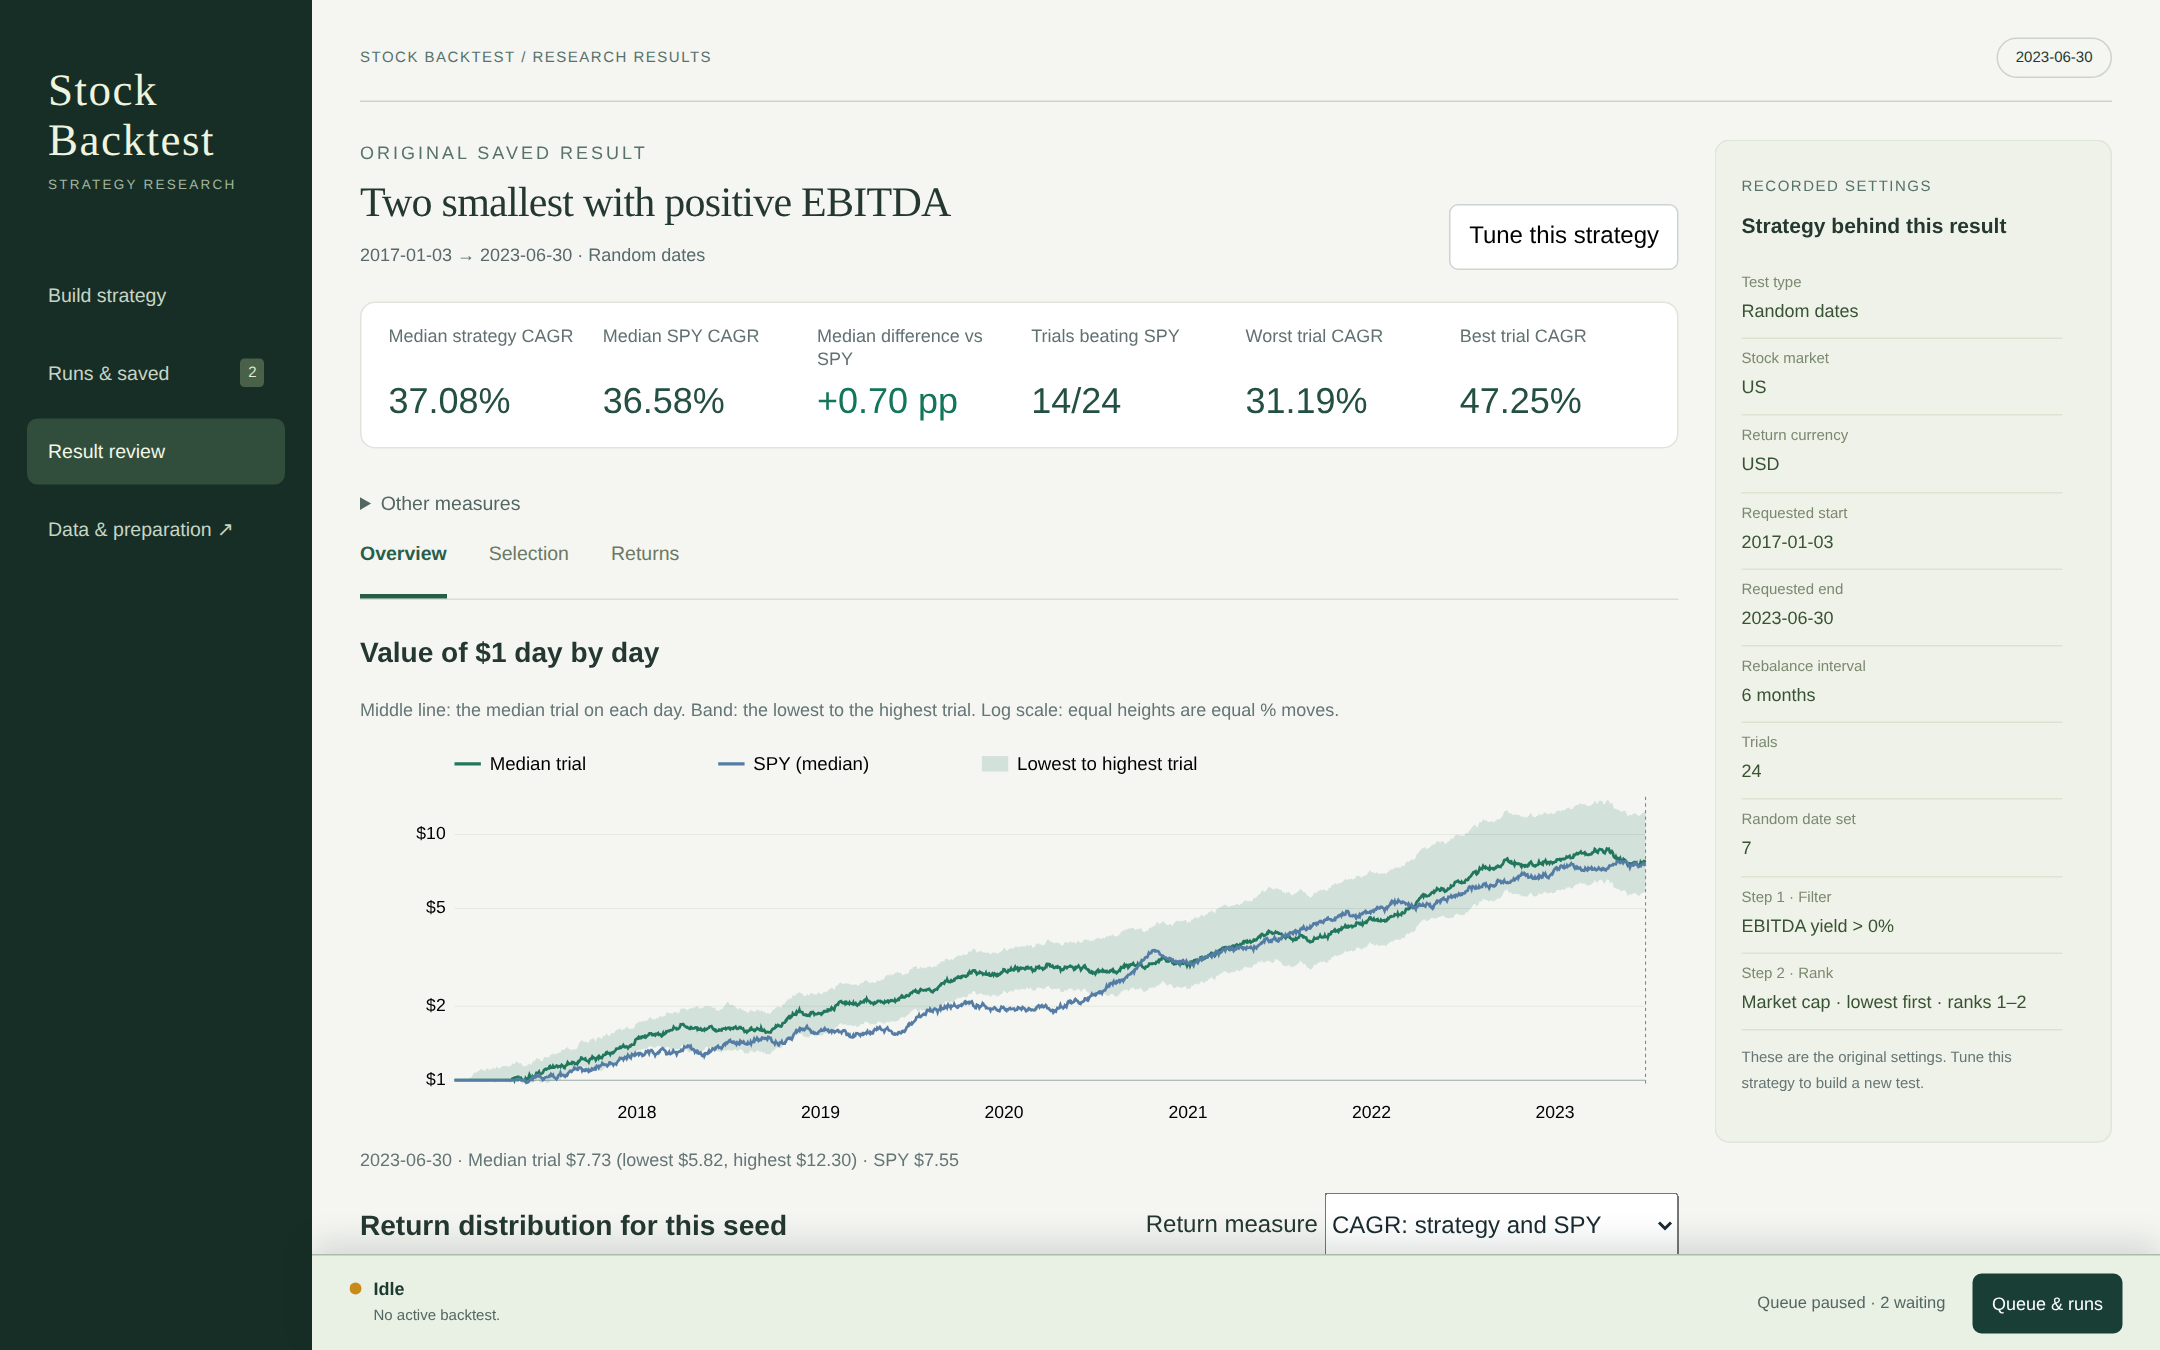 Stock
Backtest
STRATEGY RESEARCH
Build strategy
Runs & saved 2
Result review
Data & preparation ↗
STOCK BACKTEST / RESEARCH RESULTS
2023-06-30
ORIGINAL SAVED RESULT
Two smallest with positive EBITDA
2017-01-03 → 2023-06-30 · Random dates
Tune this strategy
Median strategy CAGR
37.08%
Median SPY CAGR
36.58%
Median difference vs
SPY
+0.70 pp
Trials beating SPY
14/24
Worst trial CAGR
31.19%
Best trial CAGR
47.25%
▶ Other measures
Overview Selection Returns
Value of $1 day by day
Middle line: the median trial on each day. Band: the lowest to the highest trial. Log scale: equal heights are equal % moves.
Median trial SPY (median) Lowest to highest trial
$10
$5
$2
$1
2018 2019 2020 2021 2022 2023
2023-06-30 · Median trial $7.73 (lowest $5.82, highest $12.30) · SPY $7.55
Return distribution for this seed
Return measure CAGR: strategy and SPY
RECORDED SETTINGS
Strategy behind this result
Test type
Random dates
Stock market
US
Return currency
USD
Requested start
2017-01-03
Requested end
2023-06-30
Rebalance interval
6 months
Trials
24
Random date set
7
Step 1 · Filter
EBITDA yield > 0%
Step 2 · Rank
Market cap · lowest first · ranks 1–2
These are the original settings. Tune this
strategy to build a new test.
Idle
No active backtest.
Queue paused · 2 waiting
Queue & runs